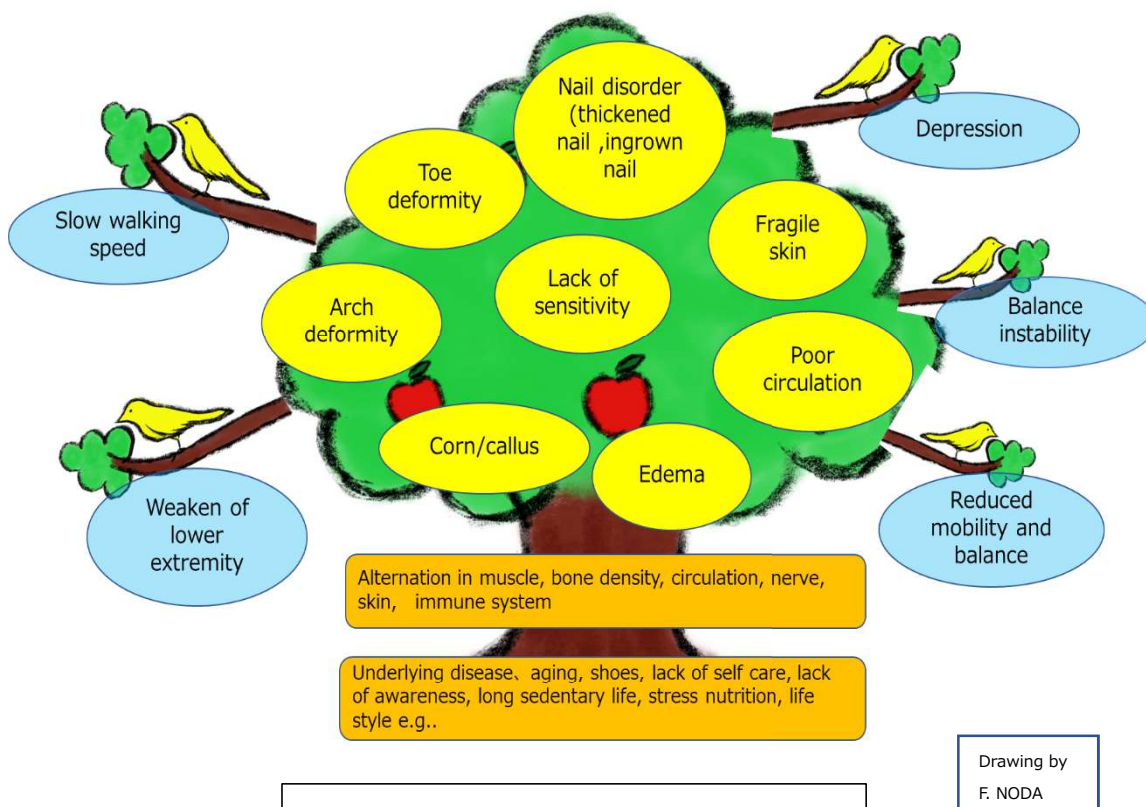 Nail disorder
(thickened
nail ,ingrown
nail
Depression
Toe
deformity
Slow walking
speed
Fragile
skin
Lack of
sensitivity
Arch
deformity
Balance
instability
Poor
circulation
Corn/callus
Edema
Weaken of
lower
extremity
Reduced
mobility and
balance
Alternation in muscle, bone density, circulation, nerve,
skin, immune system
Underlying disease、aging, shoes, lack of self care, lack
of awareness, long sedentary life, stress nutrition, life
style e.g..
Drawing by
F. NODA